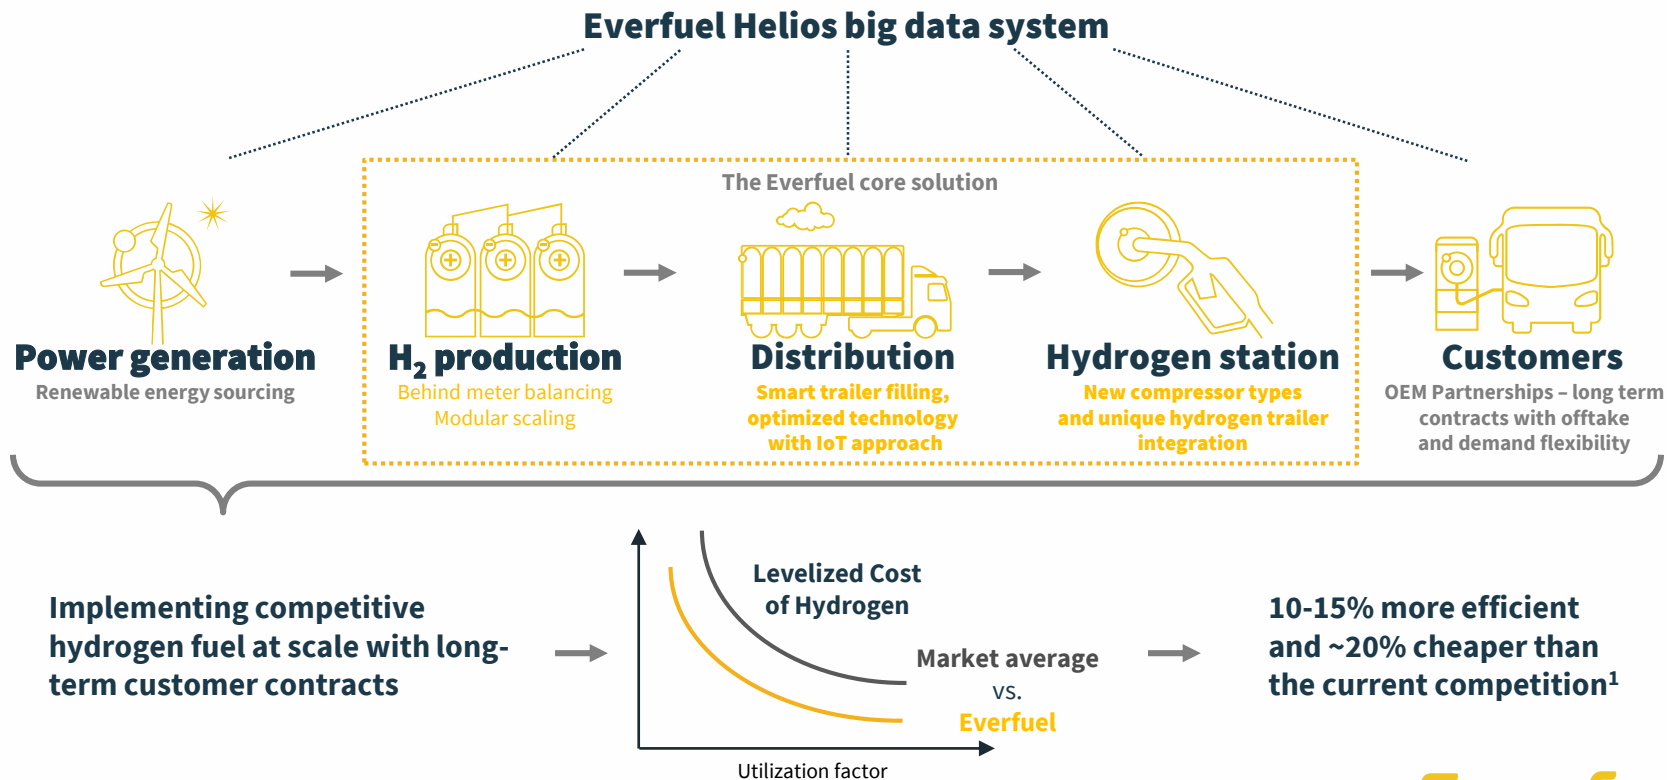 Everfuel Helios big data system
The Everfuel core solution
Power generation
Renewable energy sourcing
H₂ production
Behind meter balancing
Modular scaling
Distribution
Smart trailer filling,
optimized technology
with IoT approach
Hydrogen station
New compressor types
and unique hydrogen trailer
integration
Customers
OEM Partnerships – long term
contracts with offtake
and demand flexibility
Implementing competitive
hydrogen fuel at scale with long-
term customer contracts
Levelized Cost
of Hydrogen
Market average
vs.
Everfuel
Utilization factor
10-15% more efficient
and ~20% cheaper than
the current competition¹